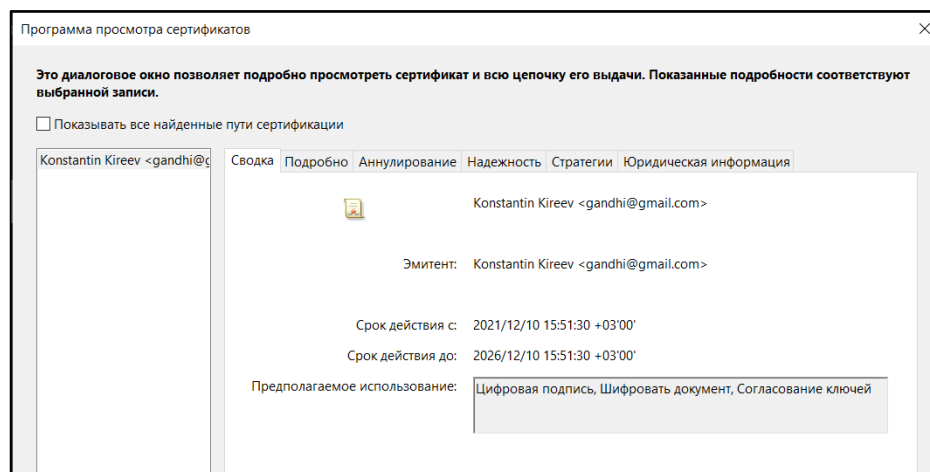 Программа просмотра сертификатов
Это диалоговое окно позволяет подробно просмотреть сертификат и всю цепочку его выдачи. Показанные подробности соответствуют
выбранной записи.
Показывать все найденные пути сертификации
Konstantin Kireev <gandhi@g
Сводка Подробно Аннулирование Надежность Стратегии Юридическая информация
Konstantin Kireev <gandhi@gmail.com>
Эмитент: Konstantin Kireev <gandhi@gmail.com>
Срок действия с: 2021/12/10 15:51:30 +03'00'
Срок действия до: 2026/12/10 15:51:30 +03'00'
Предполагаемое использование: Цифровая подпись, Шифровать документ, Согласование ключей